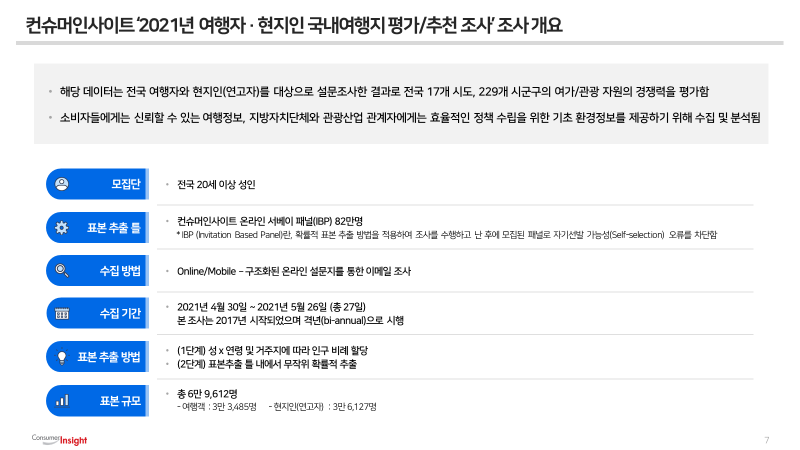 컨슈머인사이트 ‘2021년 여행자 · 현지인 국내여행지 평가/추천 조사’ 조사 개요
• 해당 데이터는 전국 여행자와 현지인(연고자)를 대상으로 설문조사한 결과로 전국 17개 시도, 229개 시군구의 여가/관광 자원의 경쟁력을 평가함
• 소비자들에게는 신뢰할 수 있는 여행정보, 지방자치단체와 관광산업 관계자에게는 효율적인 정책 수립을 위한 기초 환경정보를 제공하기 위해 수집 및 분석됨
모집단
• 전국 20세 이상 성인
표본 추출 틀
• 컨슈머인사이트 온라인 서베이 패널(IBP) 82만명
* IBP (Invitation Based Panel)란, 확률적 표본 추출 방법을 적용하여 조사를 수행하고 난 후에 모집된 패널로 자기선발 가능성(Self-selection) 오류를 차단함
수집 방법
• Online/Mobile – 구조화된 온라인 설문지를 통한 이메일 조사
수집 기간
• 2021년 4월 30일 ~ 2021년 5월 26일 (총 27일)
본 조사는 2017년 시작되었으며 격년(bi-annual)으로 시행
표본 추출 방법
• (1단계) 성 x 연령 및 거주지에 따라 인구 비례 할당
• (2단계) 표본추출 틀 내에서 무작위 확률적 추출
표본 규모
• 총 6만 9,612명
- 여행객 : 3만 3,485명 - 현지인(연고자) : 3만 6,127명
ConsumerInsight
7